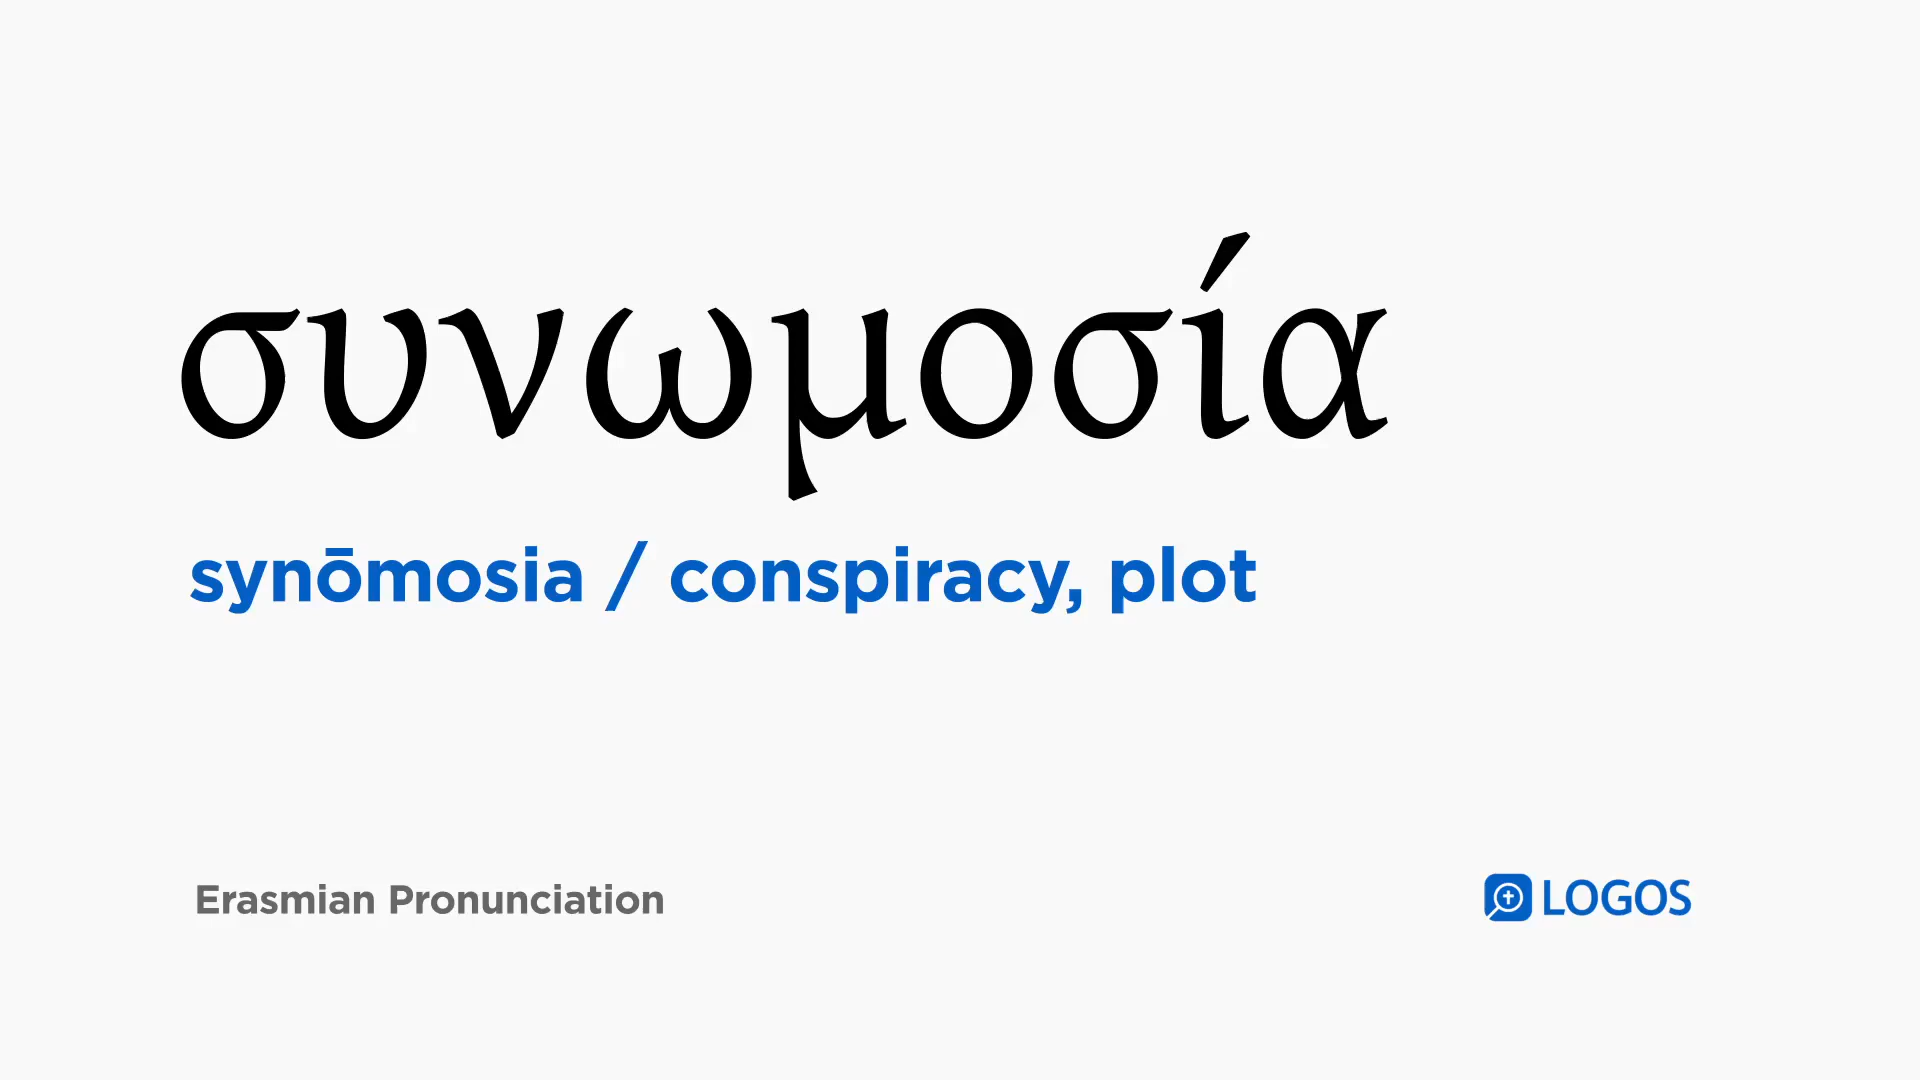 συνωμοσία
synōmosia / conspiracy, plot
Erasmian Pronunciation
LOGOS